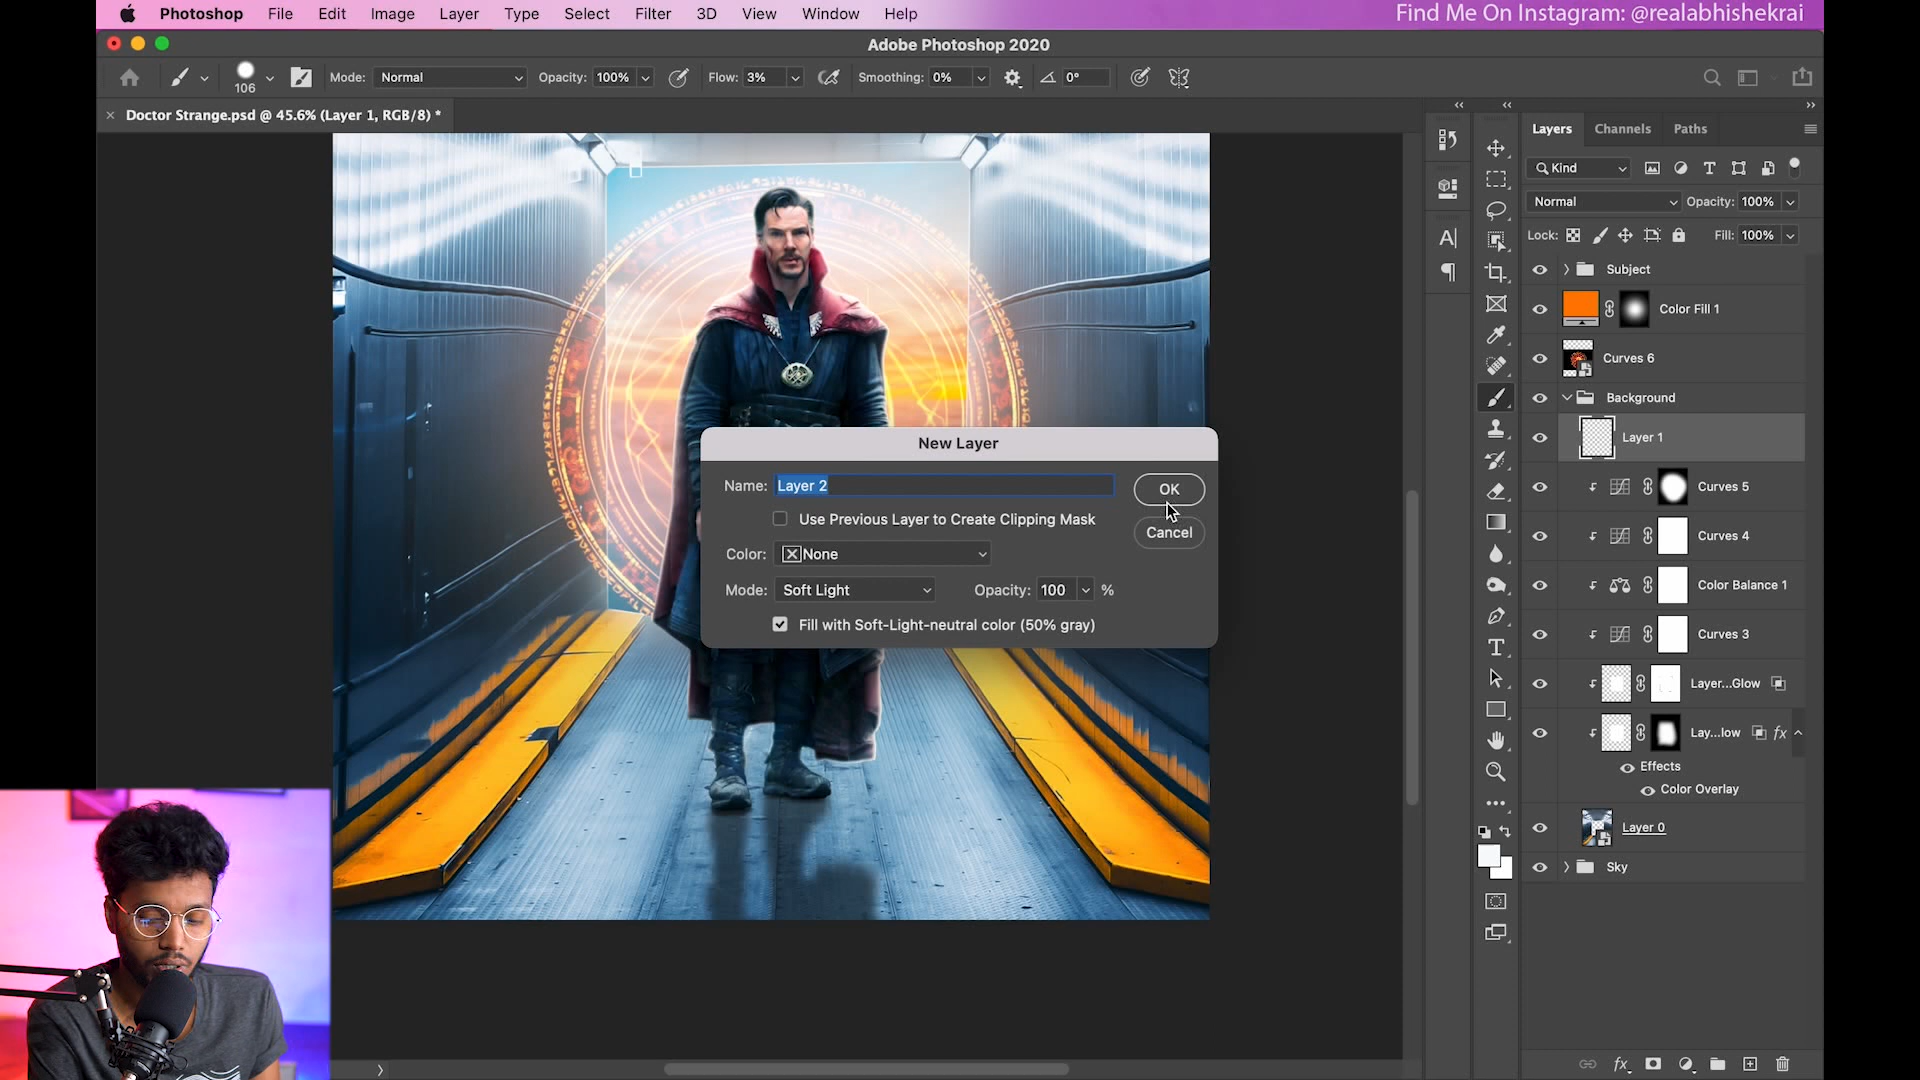 Photoshop File Edit Image Layer Type Select Filter 3D View Window Help
Find Me On Instagram: @realabhishekrai
Adobe Photoshop 2020
106
Mode: Normal Opacity: 100% Flow: 3% Smoothing: 0% 0°
Doctor Strange.psd @ 45.6% (Layer 1, RGB/8) *
Layers Channels Paths
Kind
Normal Opacity: 100%
Lock: Fill: 100%
Subject
Color Fill 1
Curves 6
Background
Layer 1
Curves 5
Curves 4
Color Balance 1
Curves 3
Layer...Glow
Lay...low fx
Effects
Color Overlay
Layer 0
Sky
New Layer
Name: Layer 2
OK
Use Previous Layer to Create Clipping Mask
Cancel
Color: None
Mode: Soft Light Opacity: 100 %
Fill with Soft-Light-neutral color (50% gray)
fx